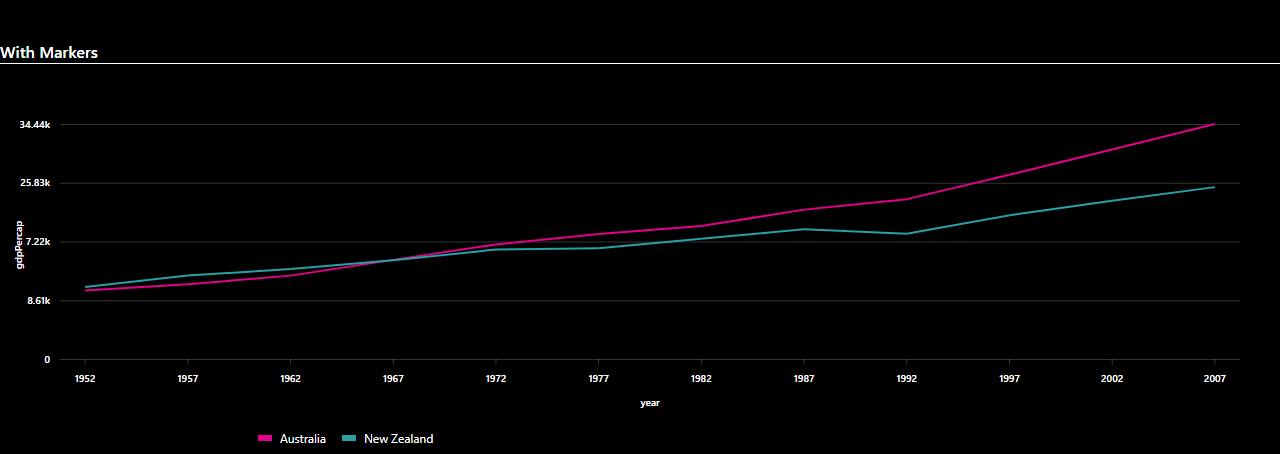 With Markers
34.44k
25.83k
gdpPercap
7.22k
8.61k
0
1952 1957 1962 1967 1972 1977 1982 1987 1992 1997 2002 2007
year
Australia New Zealand